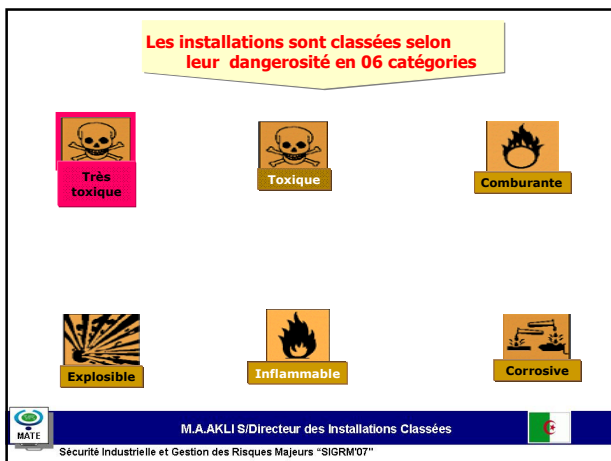 Les installations sont classées selon
leur dangerosité en 06 catégories
Très
toxique
Toxique
Comburante
Explosible
Inflammable
Corrosive
MATE
M.A.AKLI S/Directeur des Installations Classées
Sécurité Industrielle et Gestion des Risques Majeurs "SIGRM'07"